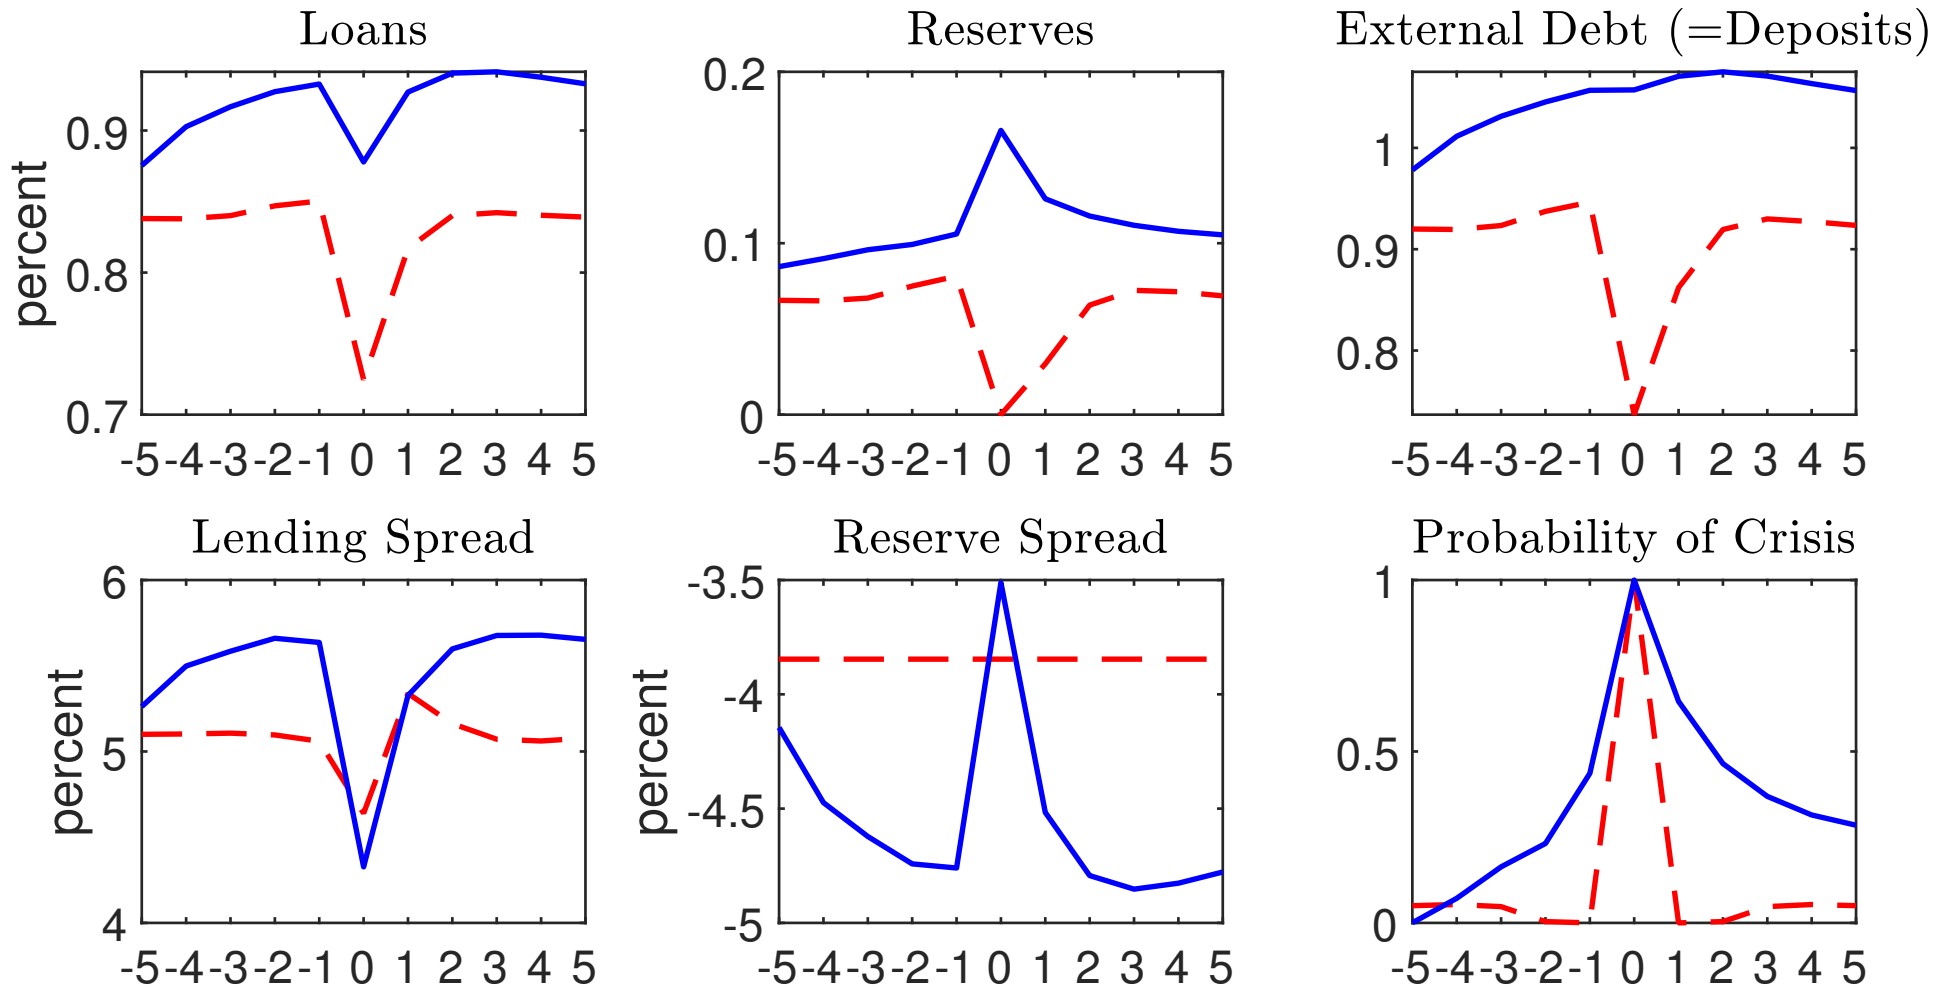 Loans
Reserves
External Debt (=Deposits)
percent
0.9
0.8
0.7
-5 -4 -3 -2 -1 0 1 2 3 4 5
0.2
0.1
0
-5 -4 -3 -2 -1 0 1 2 3 4 5
1
0.9
0.8
-5 -4 -3 -2 -1 0 1 2 3 4 5
Lending Spread
Reserve Spread
Probability of Crisis
percent
6
5
4
-5 -4 -3 -2 -1 0 1 2 3 4 5
percent
-3.5
-4
-4.5
-5
-5 -4 -3 -2 -1 0 1 2 3 4 5
1
0.5
0
-5 -4 -3 -2 -1 0 1 2 3 4 5